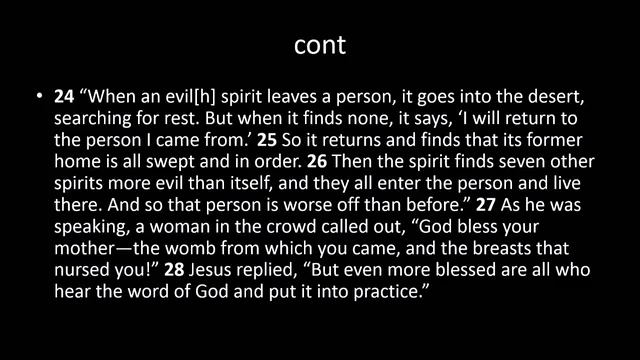 cont
• 24 “When an evil[h] spirit leaves a person, it goes into the desert,
searching for rest. But when it finds none, it says, ‘I will return to
the person I came from.’ 25 So it returns and finds that its former
home is all swept and in order. 26 Then the spirit finds seven other
spirits more evil than itself, and they all enter the person and live
there. And so that person is worse off than before.” 27 As he was
speaking, a woman in the crowd called out, “God bless your
mother—the womb from which you came, and the breasts that
nursed you!” 28 Jesus replied, “But even more blessed are all who
hear the word of God and put it into practice.”